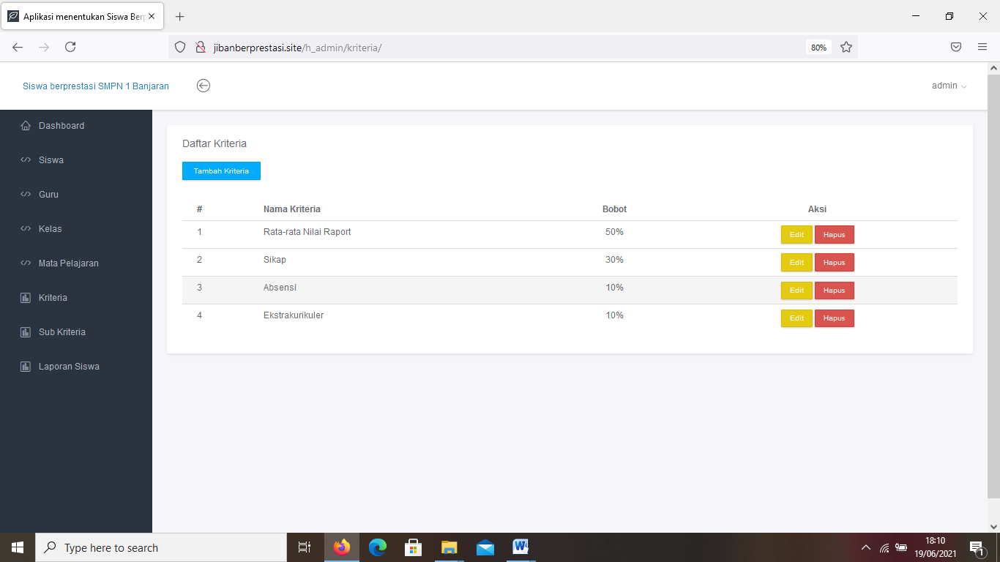 Aplikasi menentukan Siswa Berp
jibanberprestasi.site/h_admin/kriteria/
80%
Siswa berprestasi SMPN 1 Banjaran
admin
Dashboard
Siswa
Guru
Kelas
Mata Pelajaran
Kriteria
Sub Kriteria
Laporan Siswa
Daftar Kriteria
Tambah Kriteria
# Nama Kriteria Bobot Aksi
1 Rata-rata Nilai Raport 50% Edit Hapus
2 Sikap 30% Edit Hapus
3 Absensi 10% Edit Hapus
4 Ekstrakurikuler 10% Edit Hapus
Type here to search
18:10
19/06/2021
1